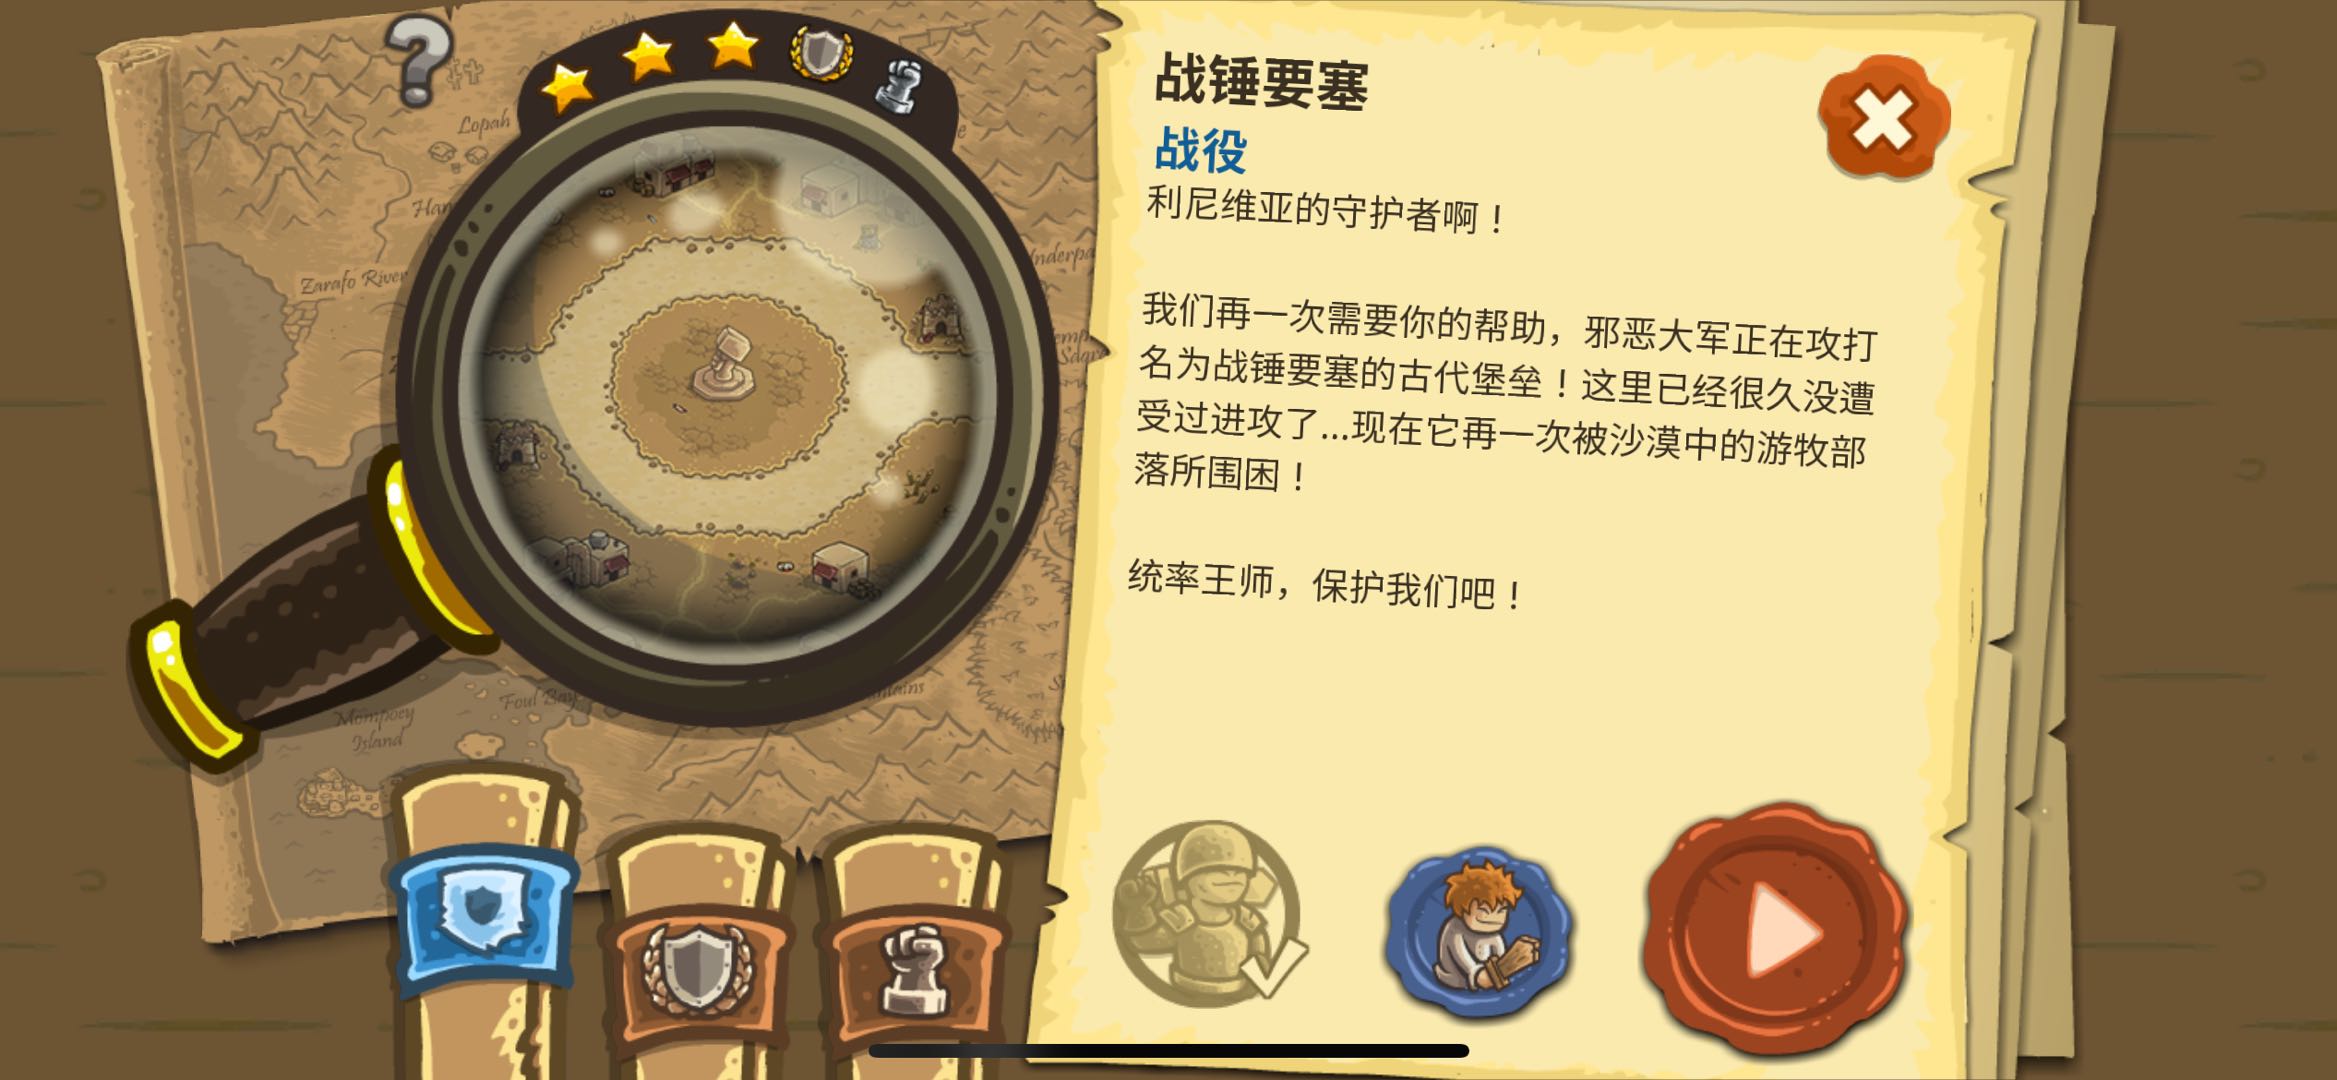 战锤要塞
战役
利尼维亚的守护者啊！
我们再一次需要你的帮助，邪恶大军正在攻打
名为战锤要塞的古代堡垒！这里已经很久没遭
受过进攻了...现在它再一次被沙漠中的游牧部
落所围困！
统率王师，保护我们吧！
Lopah
Zarafo River
Foul Bay
Mompoey
Island